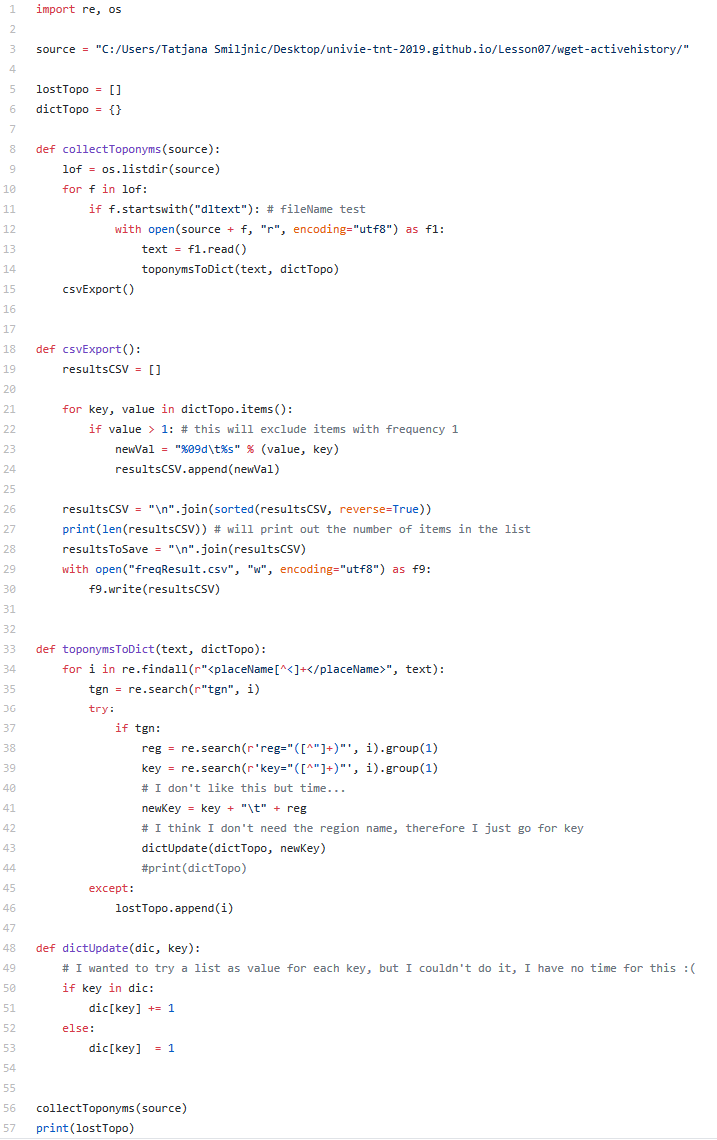 1 import re, os
2
3 source = "C:/Users/Tatjana Smiljnic/Desktop/univie-tnt-2019.github.io/Lesson07/wget-activehistory/"
4
5 lostTopo = []
6 dictTopo = {}
7
8 def collectToponyms(source):
9     lof = os.listdir(source)
10     for f in lof:
11         if f.startswith("dltext"): # fileName test
12             with open(source + f, "r", encoding="utf8") as f1:
13                 text = f1.read()
14                 toponymsToDict(text, dictTopo)
15     csvExport()
16
17
18 def csvExport():
19     resultsCSV = []
20
21     for key, value in dictTopo.items():
22         if value > 1: # this will exclude items with frequency 1
23             newVal = "%09d\t%s" % (value, key)
24             resultsCSV.append(newVal)
25
26     resultsCSV = "\n".join(sorted(resultsCSV, reverse=True))
27     print(len(resultsCSV)) # will print out the number of items in the list
28     resultsToSave = "\n".join(resultsCSV)
29     with open("freqResult.csv", "w", encoding="utf8") as f9:
30         f9.write(resultsCSV)
31
32
33 def toponymsToDict(text, dictTopo):
34     for i in re.findall(r"<placeName[^<]+</placeName>", text):
35         tgn = re.search(r"tgn", i)
36         try:
37             if tgn:
38                 reg = re.search(r'reg="([^"]+)"', i).group(1)
39                 key = re.search(r'key="([^"]+)"', i).group(1)
40                 # I don't like this but time...
41                 newKey = key + "\t" + reg
42                 # I think I don't need the region name, therefore I just go for key
43                 dictUpdate(dictTopo, newKey)
44                 #print(dictTopo)
45         except:
46             lostTopo.append(i)
47
48 def dictUpdate(dic, key):
49     # I wanted to try a list as value for each key, but I couldn't do it, I have no time for this :(
50     if key in dic:
51         dic[key] += 1
52     else:
53         dic[key]  = 1
54
55
56 collectToponyms(source)
57 print(lostTopo)